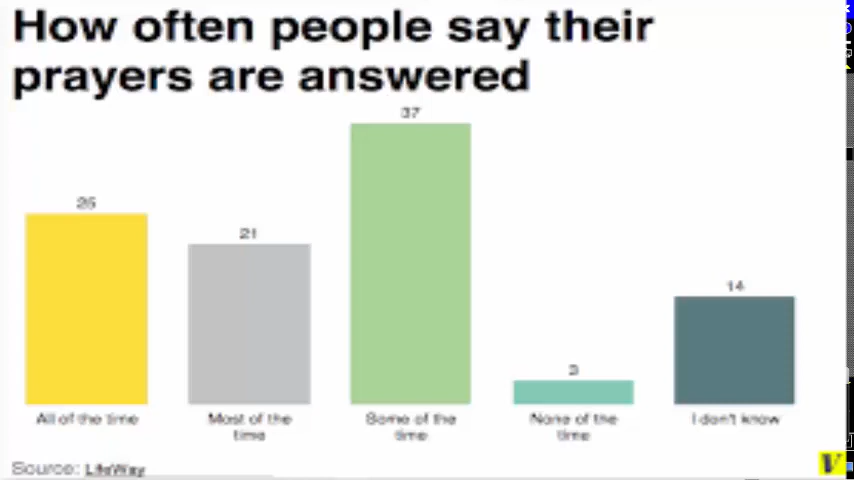 How often people say their
prayers are answered
37
25
21
14
3
All of the time
Most of the
time
Some of the
time
None of the
time
I don't know
Source: LifeWay
V